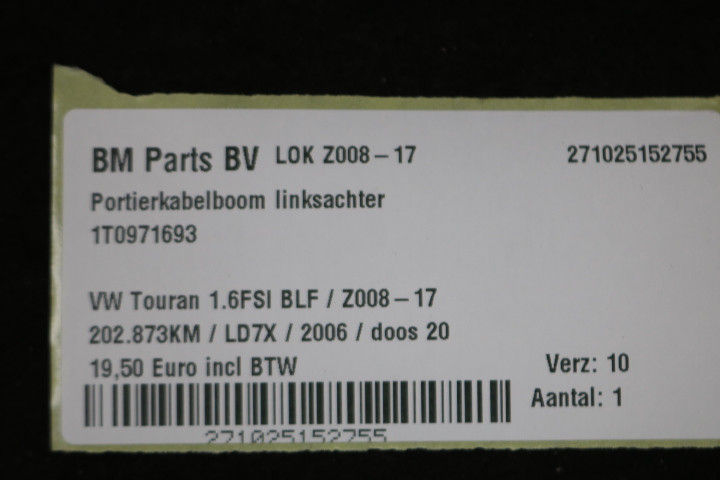 BM Parts BV LOK Z008-17 271025152755
Portierkabelboom linksachter
1T0971693
VW Touran 1.6FSI BLF / Z008-17
202.873KM / LD7X / 2006 / doos 20
19,50 Euro incl BTW Verz: 10
Aantal: 1
271025152755